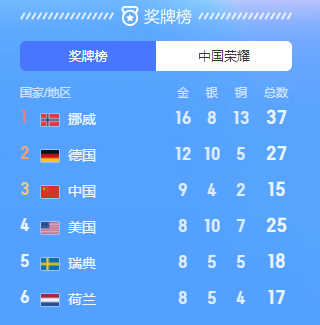 奖牌榜
奖牌榜 中国荣耀
国家/地区 金 银 铜 总数
1 挪威 16 8 13 37
2 德国 12 10 5 27
3 中国 9 4 2 15
4 美国 8 10 7 25
5 瑞典 8 5 5 18
6 荷兰 8 5 4 17